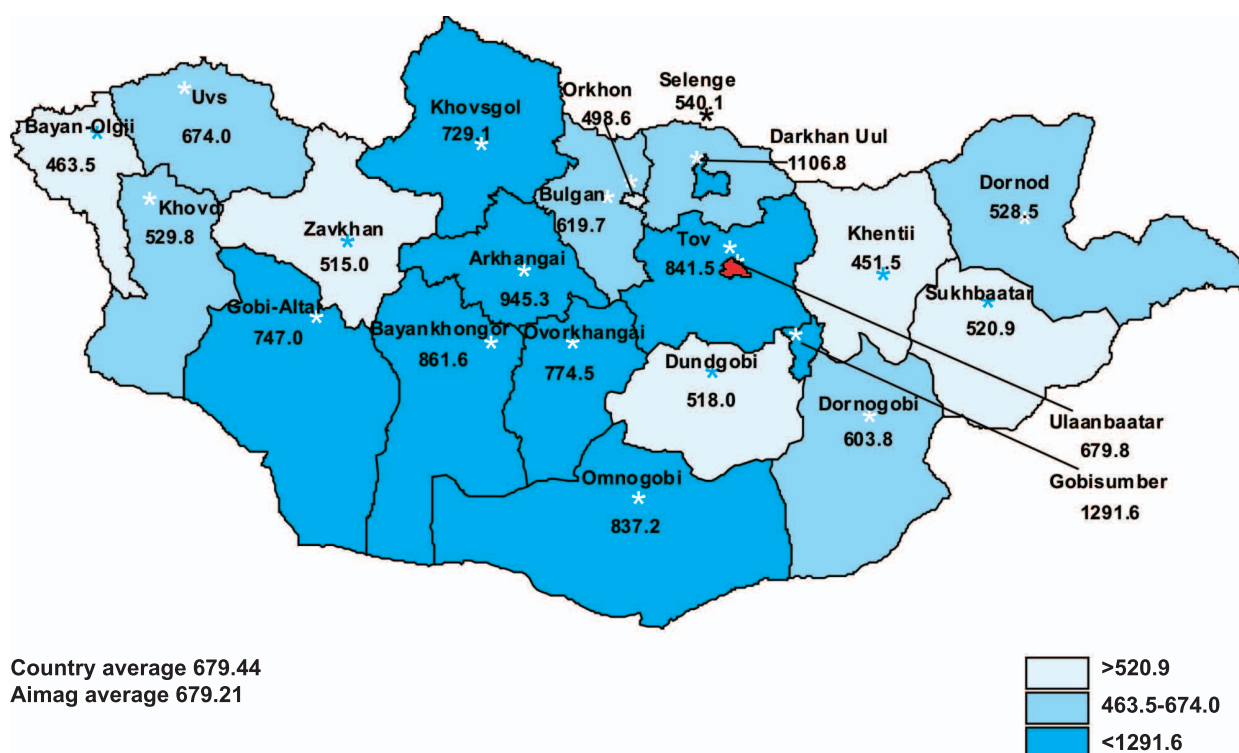 Selenge
540.1
Orkhon
498.6
Uvs
674.0
Khovsgol
729.1
Darkhan Uul
1106.8
Bayan-Olgii
463.5
Khovd
529.8
Bulgan
619.7
Dornod
528.5
Zavkhan
515.0
Tov
841.5
Khentii
451.5
Arkhangai
945.3
Sukhbaatar
520.9
Gobi-Altai
747.0
Bayankhongor
861.6
Ovorkhangai
774.5
Dundgobi
518.0
Dornogobi
603.8
Ulaanbaatar
679.8
Omnogobi
837.2
Gobisumber
1291.6
Country average 679.44
Aimag average 679.21
>520.9
463.5-674.0
<1291.6